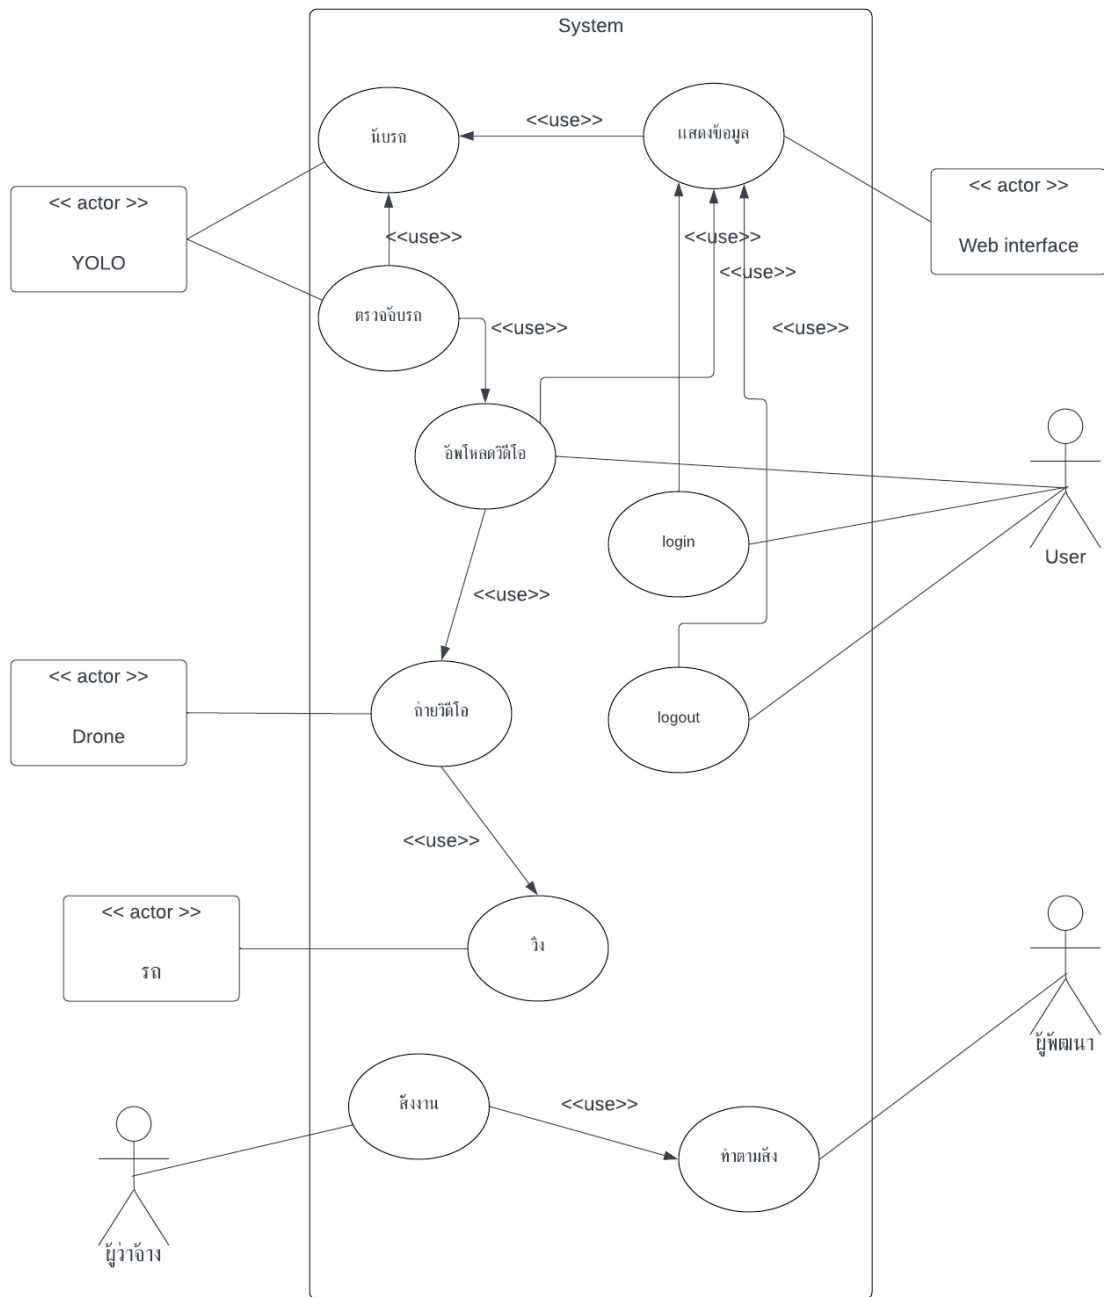 System
นับรถ
<<use>>
แสดงข้อมูล
<< actor >>
YOLO
<< actor >>
Web interface
<<use>>
<<use>>
<<use>>
ตรวจจับรถ
<<use>>
<<use>>
อัพโหลดวิดีโอ
login
User
<<use>>
<< actor >>
Drone
ถ่ายวิดีโอ
logout
<<use>>
<< actor >>
รถ
วิ่ง
ผู้พัฒนา
สั่งงาน
<<use>>
ทำตามสั่ง
ผู้ว่าจ้าง